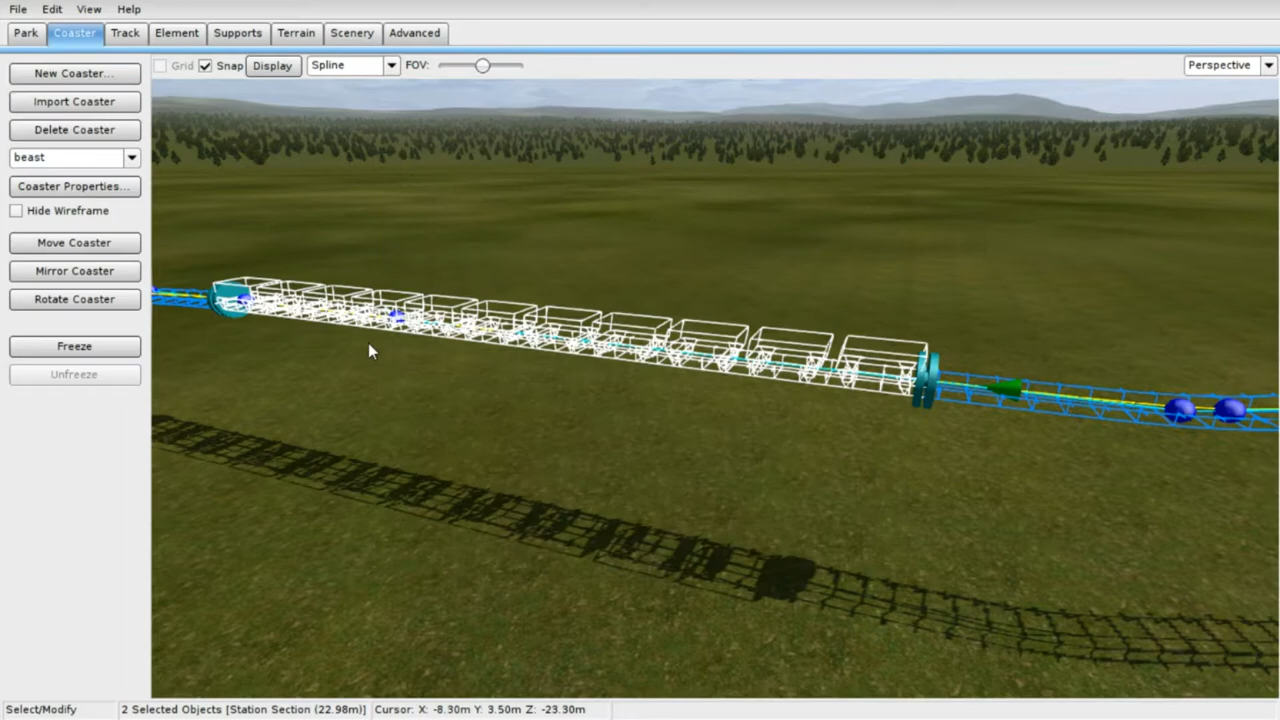 File Edit View Help
Park Coaster Track Element Supports Terrain Scenery Advanced
Grid Snap Display Spline FOV: Perspective
New Coaster...
Import Coaster
Delete Coaster
beast
Coaster Properties...
Hide Wireframe
Move Coaster
Mirror Coaster
Rotate Coaster
Freeze
Unfreeze
Select/Modify 2 Selected Objects [Station Section (22.98m)] Cursor: X: -8.30m Y: 3.50m Z: -23.30m